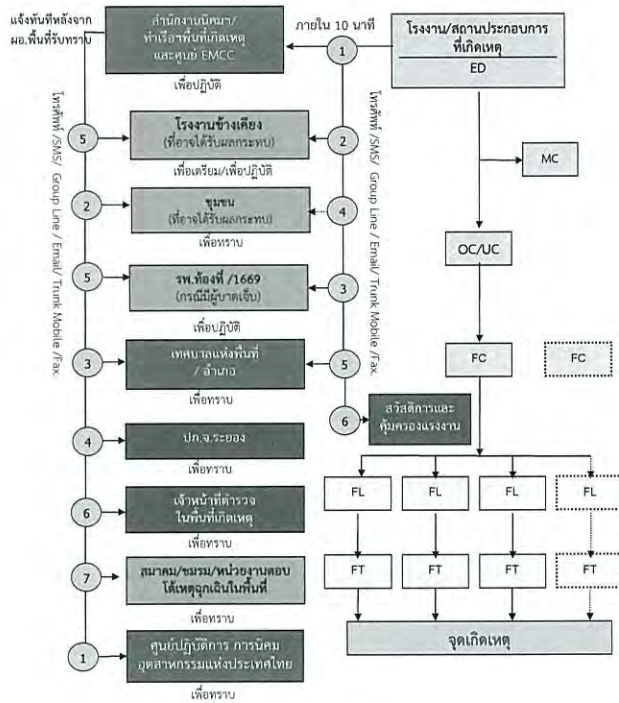 แจ้งทันทีหลังจาก
ผอ.พื้นที่รับทราบ
สำนักงานนิคมฯ/
ท่าเรือฯพื้นที่เกิดเหตุ
และศูนย์ EMCC
เพื่อปฏิบัติ
ภายใน 10 นาที
1
โรงงาน/สถานประกอบการ
ที่เกิดเหตุ
ED
5
โรงงานข้างเคียง
(ที่อาจได้รับผลกระทบ)
2
เพื่อเตรียม/เพื่อปฏิบัติ
MC
2
ชุมชน
(ที่อาจได้รับผลกระทบ)
4
เพื่อทราบ
OC/UC
5
รพ.ท้องที่ /1669
(กรณีมีผู้บาดเจ็บ)
3
เพื่อปฏิบัติ
3
เทศบาลแห่งพื้นที่
/ อำเภอ
5
เพื่อทราบ
FC
FC
6
สวัสดิการและ
คุ้มครองแรงงาน
4
ปภ.จ.ระยอง
เพื่อทราบ
6
เจ้าหน้าที่ตำรวจ
ในพื้นที่เกิดเหตุ
เพื่อทราบ
FL
FL
FL
FL
7
สมาคม/ชมรม/หน่วยงานตอบ
โต้เหตุฉุกเฉินในพื้นที่
เพื่อทราบ
FT
FT
FT
FT
1
ศูนย์ปฏิบัติการ การนิคม
อุตสาหกรรมแห่งประเทศไทย
เพื่อทราบ
จุดเกิดเหตุ
โทรศัพท์ /SMS/ Group Line / Email/ Trunk Mobile /Fax.
โทรศัพท์ /SMS/ Group Line / Email/ Trunk Mobile /Fax.